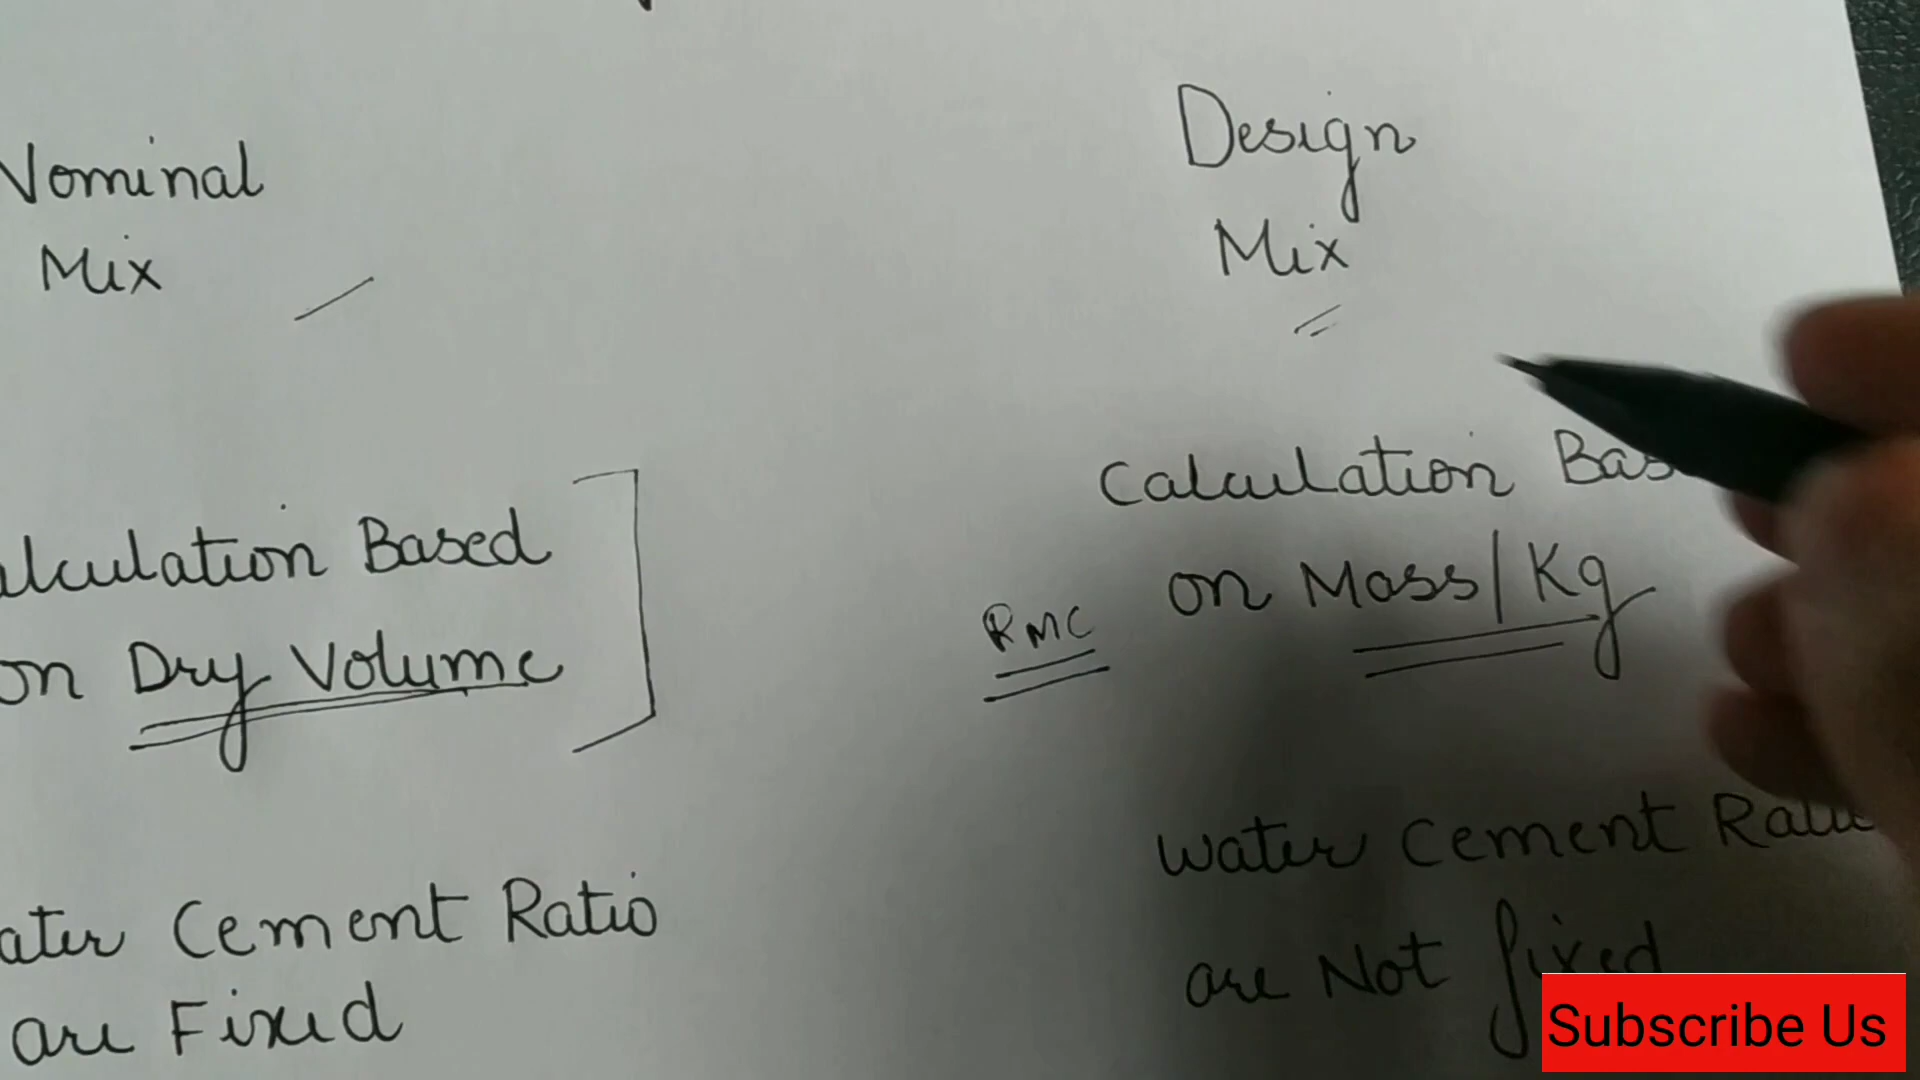 Nominal
Mix
alculation Based
on Dry Volume
ater Cement Ratio
are Fixed
Design
Mix
Calculation Bas
on Mass/Kg
RMC
Water Cement Ratio
are Not fixed
Subscribe Us